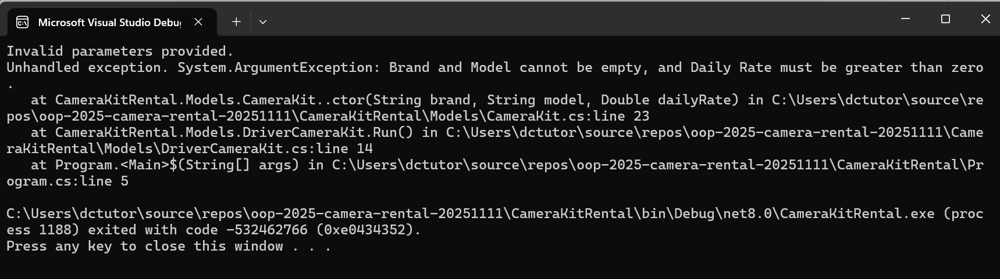 Microsoft Visual Studio Debug
Invalid parameters provided.
Unhandled exception. System.ArgumentException: Brand and Model cannot be empty, and Daily Rate must be greater than zero
.
   at CameraKitRental.Models.CameraKit..ctor(String brand, String model, Double dailyRate) in C:\Users\dctutor\source\re
pos\oop-2025-camera-rental-20251111\CameraKitRental\Models\CameraKit.cs:line 23
   at CameraKitRental.Models.DriverCameraKit.Run() in C:\Users\dctutor\source\repos\oop-2025-camera-rental-20251111\Came
raKitRental\Models\DriverCameraKit.cs:line 14
   at Program.<Main>$(String[] args) in C:\Users\dctutor\source\repos\oop-2025-camera-rental-20251111\CameraKitRental\Pr
ogram.cs:line 5
C:\Users\dctutor\source\repos\oop-2025-camera-rental-20251111\CameraKitRental\bin\Debug\net8.0\CameraKitRental.exe (proc
ess 1188) exited with code -532462766 (0xe0434352).
Press any key to close this window . . .